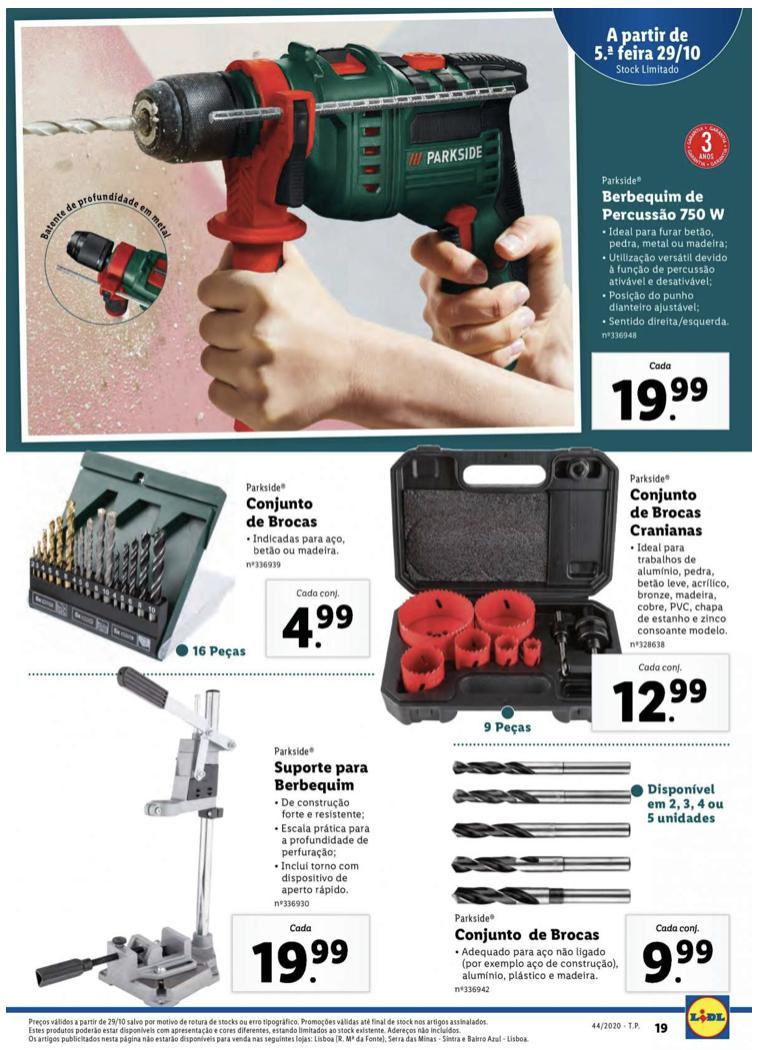 A partir de
5.ª feira 29/10
Stock Limitado
PARKSIDE
Batente de profundidade em metal
GARANTIA
3
ANOS
GARANTIA
Parkside®
Berbequim de
Percussão 750 W
• Ideal para furar betão,
pedra, metal ou madeira;
• Utilização versátil devido
à função de percussão
ativável e desativável;
• Posição do punho
dianteiro ajustável;
• Sentido direita/esquerda.
nº336948
Cada
19.99
Parkside®
Conjunto
de Brocas
• Indicadas para aço,
betão ou madeira.
nº336939
Cada conj.
4.99
16 Peças
Parkside®
Conjunto
de Brocas
Cranianas
• Ideal para
trabalhos de
alumínio, pedra,
betão leve, acrílico,
bronze, madeira,
cobre, PVC, chapa
de estanho e zinco
consoante modelo.
nº328638
Cada conj.
12.99
9 Peças
Parkside®
Suporte para
Berbequim
• De construção
forte e resistente;
• Escala prática para
a profundidade de
perfuração;
• Inclui torno com
dispositivo de
aperto rápido.
nº336930
Cada
19.99
Disponível
em 2, 3, 4 ou
5 unidades
Parkside®
Conjunto de Brocas
• Adequado para aço não ligado
(por exemplo aço de construção),
alumínio, plástico e madeira.
nº336942
Cada conj.
9.99
Preços válidos a partir de 29/10 salvo por motivo de rotura de stocks ou erro tipográfico. Promoções válidas até final de stock nos artigos assinalados.
Estes produtos poderão estar disponíveis com apresentação e cores diferentes, estando limitados ao stock existente. Adereços não incluídos.
Os artigos publicitados nesta página não estarão disponíveis para venda nas seguintes lojas: Lisboa (R. Mª da Fonte), Serra das Minas - Sintra e Bairro Azul - Lisboa.
44/2020 - T.P.
19
LIDL